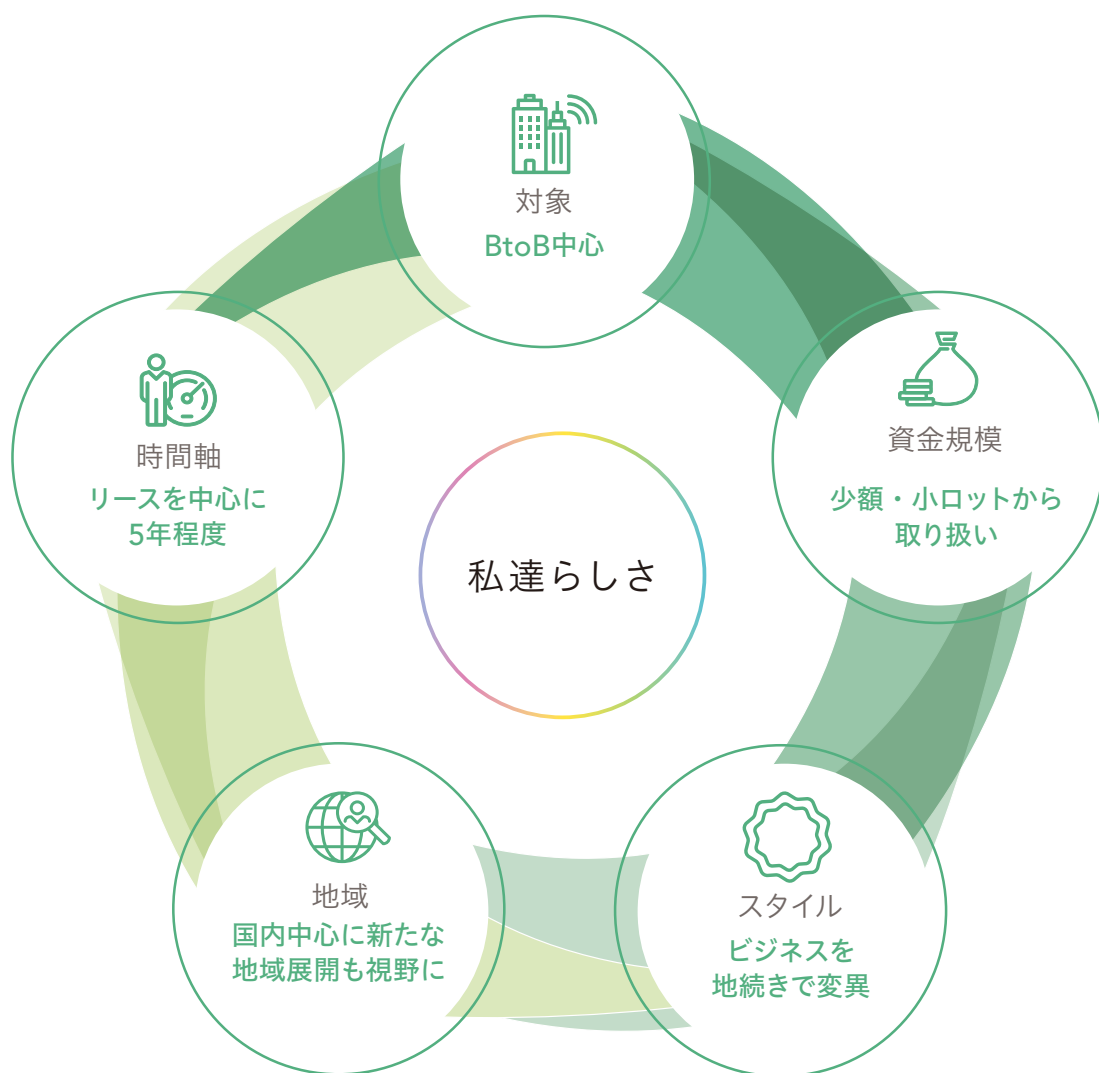 対象
BtoB中心
資金規模
少額・小ロットから
取り扱い
スタイル
ビジネスを
地続きで変異
地域
国内中心に新たな
地域展開も視野に
時間軸
リースを中心に
5年程度
私達らしさ